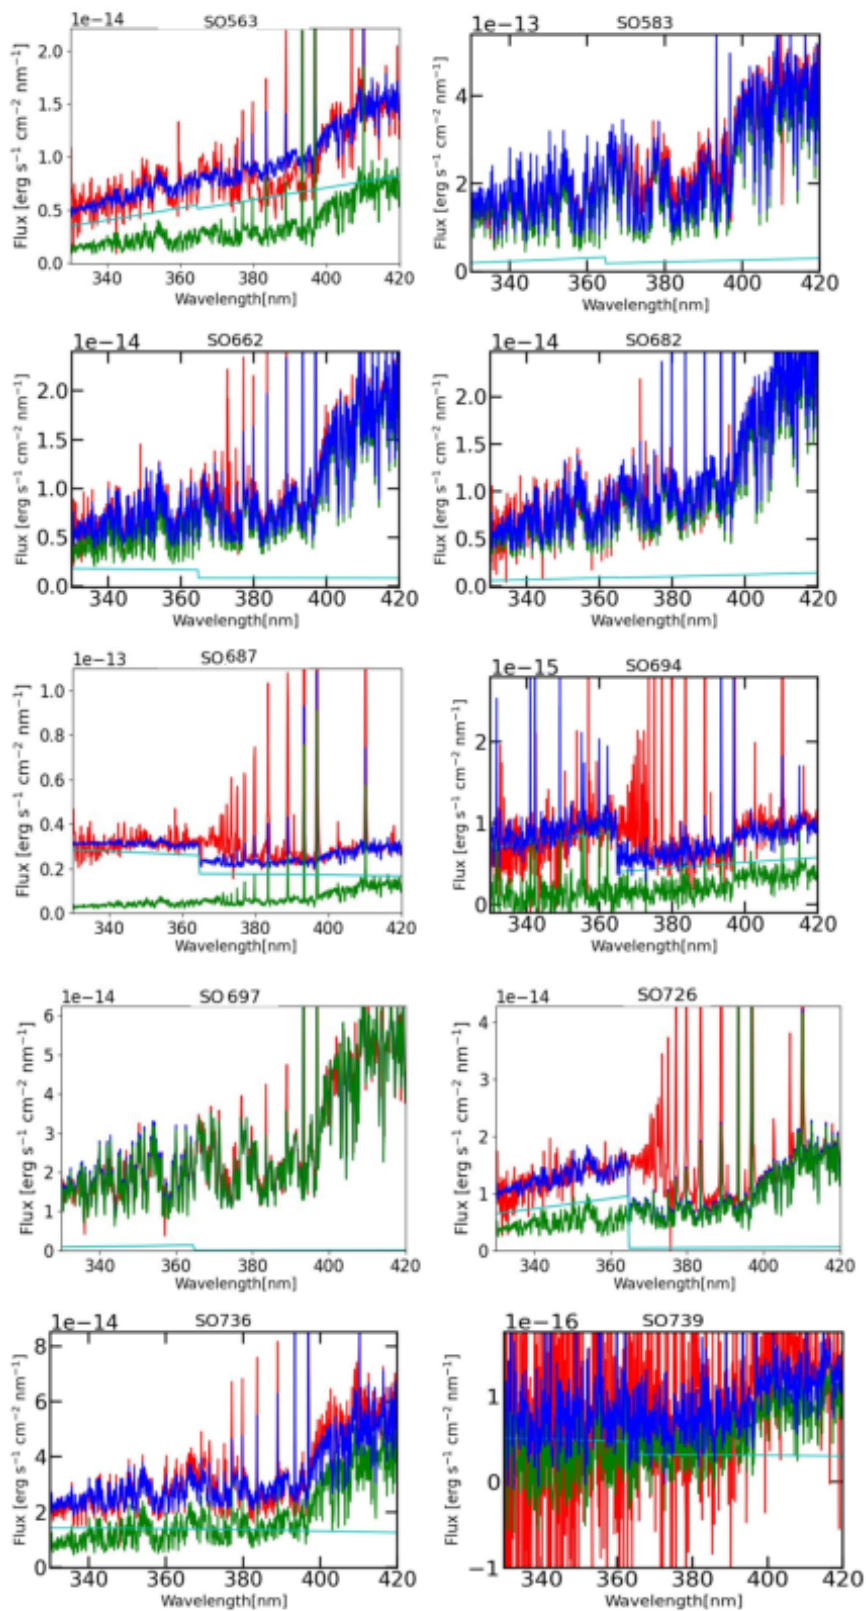 1e−14 SO563
Flux [erg s⁻¹ cm⁻² nm⁻¹]
2.0
1.5
1.0
0.5
0.0
340 360 380 400 420
Wavelength[nm]
1e−13 SO583
Flux [erg s⁻¹ cm⁻² nm⁻¹]
4
2
0
340 360 380 400 420
Wavelength[nm]
1e−14 SO662
Flux [erg s⁻¹ cm⁻² nm⁻¹]
2.0
1.5
1.0
0.5
0.0
340 360 380 400 420
Wavelength[nm]
1e−14 SO682
Flux [erg s⁻¹ cm⁻² nm⁻¹]
2.0
1.5
1.0
0.5
0.0
340 360 380 400 420
Wavelength[nm]
1e−13 SO687
Flux [erg s⁻¹ cm⁻² nm⁻¹]
1.0
0.8
0.6
0.4
0.2
0.0
340 360 380 400 420
Wavelength[nm]
1e−15 SO694
Flux [erg s⁻¹ cm⁻² nm⁻¹]
2
1
0
340 360 380 400 420
Wavelength[nm]
1e−14 SO697
Flux [erg s⁻¹ cm⁻² nm⁻¹]
6
5
4
3
2
1
0
340 360 380 400 420
Wavelength[nm]
1e−14 SO726
Flux [erg s⁻¹ cm⁻² nm⁻¹]
4
3
2
1
0
340 360 380 400 420
Wavelength[nm]
1e−14 SO736
Flux [erg s⁻¹ cm⁻² nm⁻¹]
8
6
4
2
0
340 360 380 400 420
Wavelength[nm]
1e−16 SO739
Flux [erg s⁻¹ cm⁻² nm⁻¹]
1
0
−1
340 360 380 400 420
Wavelength[nm]